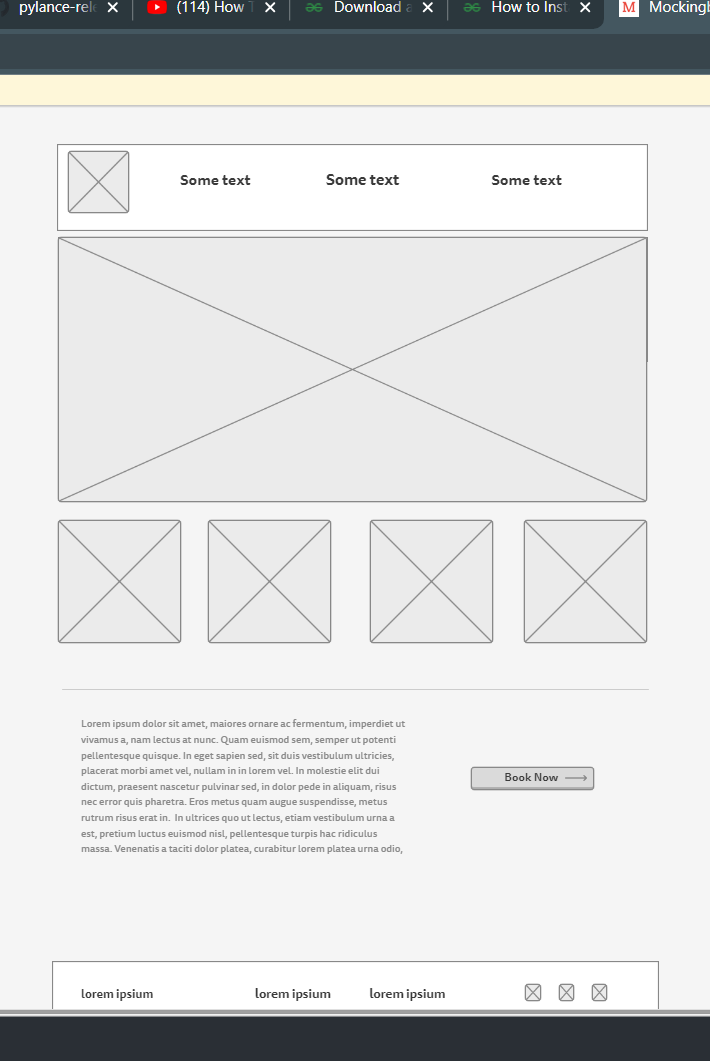 pylance-rel
(114) How T
Download a
How to Inst
M Mockingb
Some text
Some text
Some text
Lorem ipsum dolor sit amet, maiores ornare ac fermentum, imperdiet ut
vivamus a, nam lectus at nunc. Quam euismod sem, semper ut potenti
pellentesque quisque. In eget sapien sed, sit duis vestibulum ultricies,
placerat morbi amet vel, nullam in in lorem vel. In molestie elit dui
dictum, praesent nascetur pulvinar sed, in dolor pede in aliquam, risus
nec error quis pharetra. Eros metus quam augue suspendisse, metus
rutrum risus erat in.  In ultrices quo ut lectus, etiam vestibulum urna a
est, pretium luctus euismod nisl, pellentesque turpis hac ridiculus
massa. Venenatis a taciti dolor platea, curabitur lorem platea urna odio,
Book Now
lorem ipsium
lorem ipsium
lorem ipsium